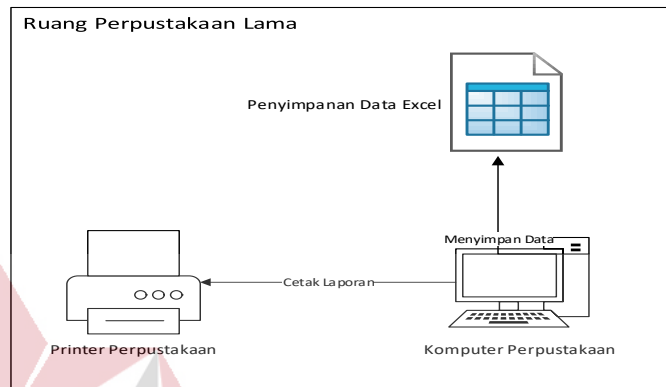 Ruang Perpustakaan Lama
Penyimpanan Data Excel
Menyimpan Data
Cetak Laporan
Printer Perpustakaan
Komputer Perpustakaan